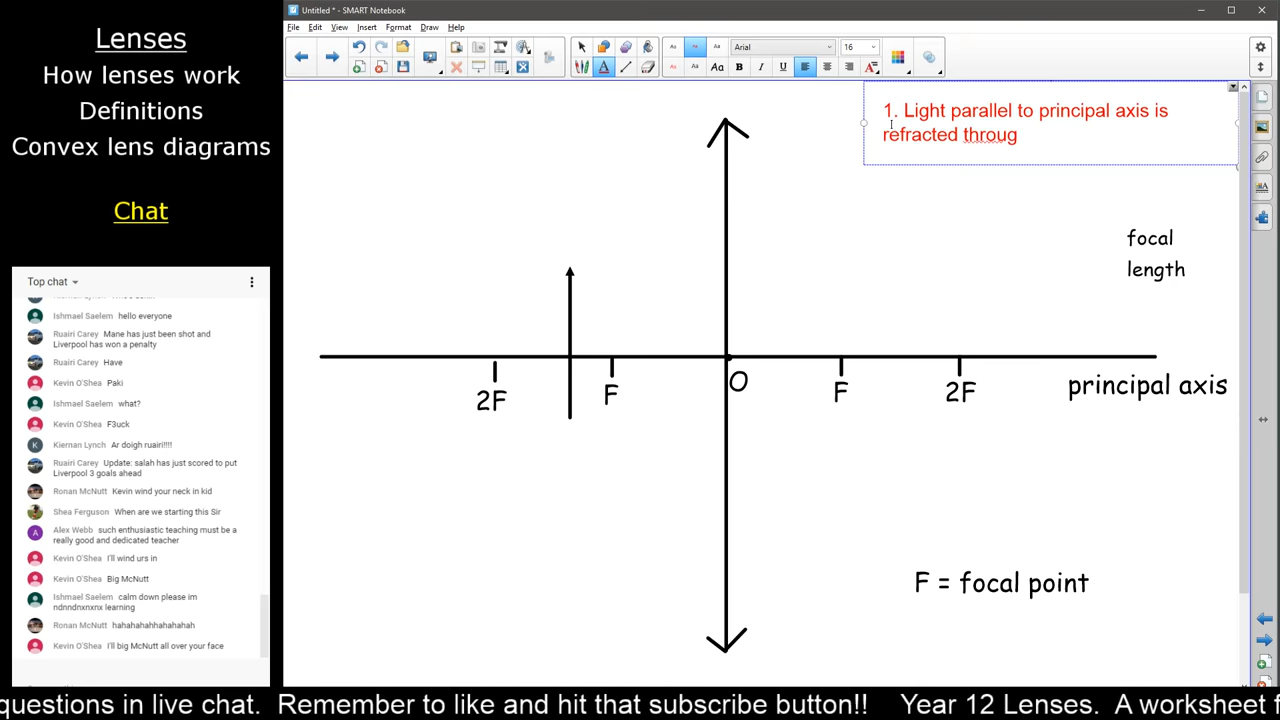 Lenses
How lenses work
Definitions
Convex lens diagrams
Chat
Top chat
Ishmael Saelem hello everyone
Ruairi Carey Mane has just been shot and
Liverpool has won a penalty
Ruairi Carey Have
Kevin O'Shea Paki
Ishmael Saelem what?
Kevin O'Shea F3uck
K
Kiernan Lynch Ar doigh ruairi!!!!
Ruairi Carey Update: salah has just scored to put
Liverpool 3 goals ahead
Ronan McNutt Kevin wind your neck in kid
Shea Ferguson When are we starting this Sir
A
Alex Webb such enthusiastic teaching must be a
really good and dedicated teacher
Kevin O'Shea I'll wind urs in
Kevin O'Shea Big McNutt
Ishmael Saelem calm down please im
ndnndnxnxnx learning
Ronan McNutt hahahahahhahahahah
Kevin O'Shea I'll big McNutt all over your face
Untitled * - SMART Notebook
File Edit View Insert Format Draw Help
Arial 16
Aa B I U
1. Light parallel to principal axis is
refracted throug
focal
length
2F F O F 2F principal axis
F = focal point
questions in live chat. Remember to like and hit that subscribe button!! Year 12 Lenses. A worksheet f